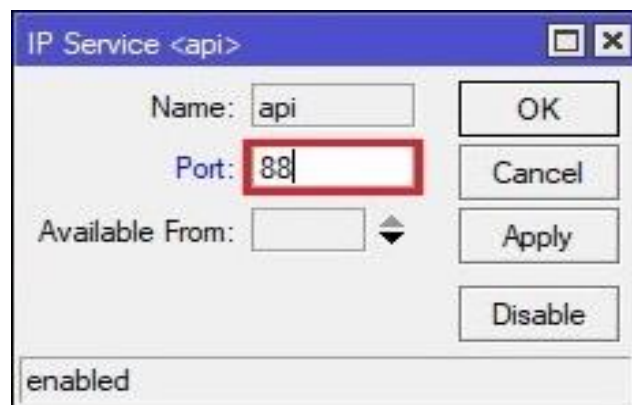 IP Service <api>
Name: api
OK
Port: 88
Cancel
Available From:
Apply
Disable
enabled